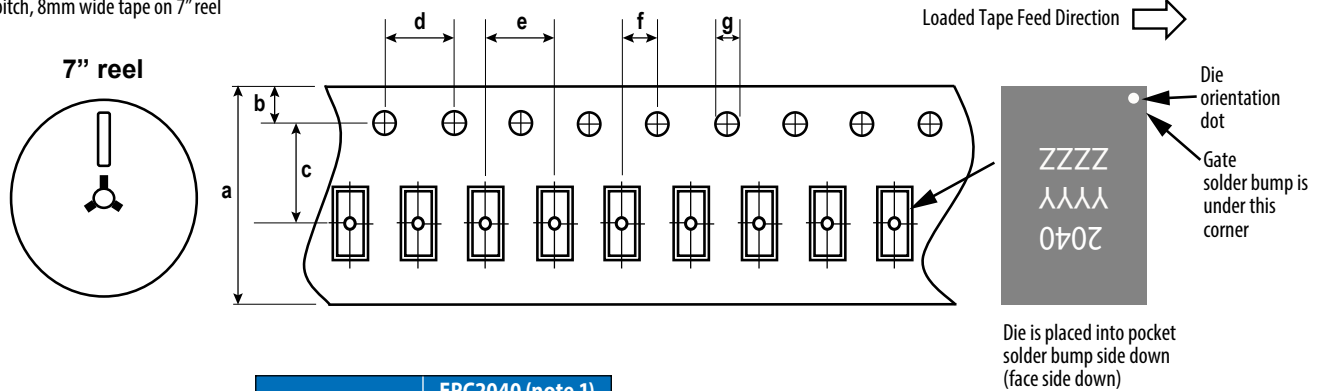 pitch, 8mm wide tape on 7” reel
Loaded Tape Feed Direction
7” reel
d
e
f
g
b
c
a
Die
orientation
dot
Gate
solder bump is
under this
corner
ZZZZ
YYYY
2040
Die is placed into pocket
solder bump side down
(face side down)
EPC2040 (note 1)